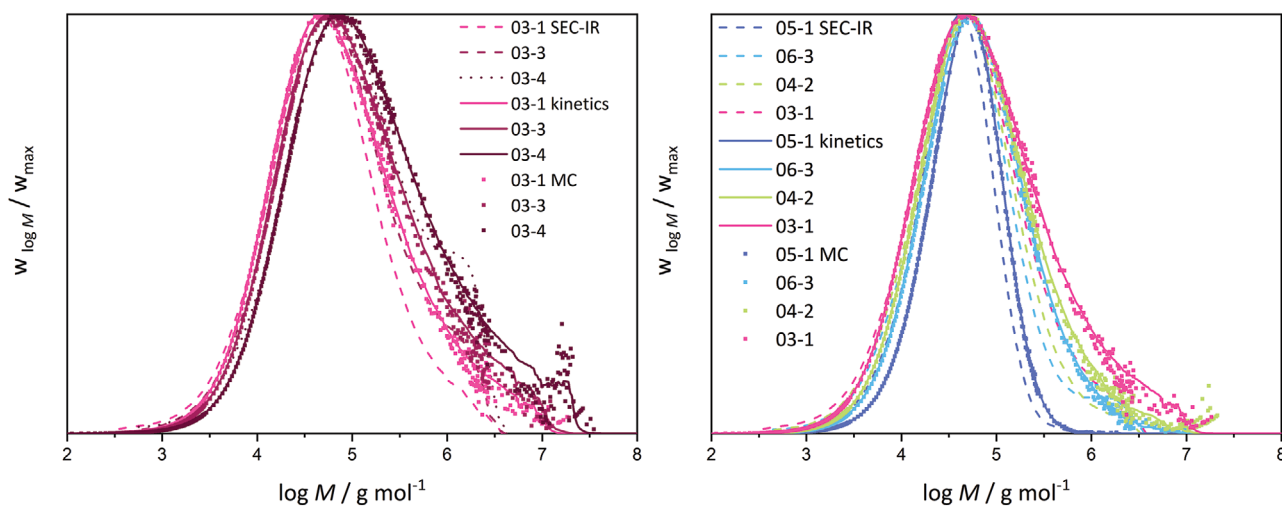 03-1 SEC-IR
03-3
03-4
03-1 kinetics
03-3
03-4
03-1 MC
03-3
03-4
w log M / wmax
2 3 4 5 6 7 8
log M / g mol-1
05-1 SEC-IR
06-3
04-2
03-1
05-1 kinetics
06-3
04-2
03-1
05-1 MC
06-3
04-2
03-1
w log M / wmax
2 3 4 5 6 7 8
log M / g mol-1